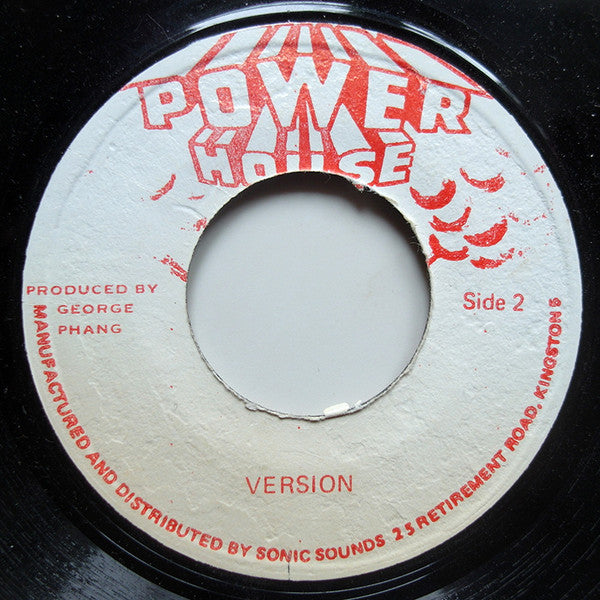 POWER
HOUSE
PRODUCED BY
GEORGE
PHANG
Side 2
VERSION
MANUFACTURED AND DISTRIBUTED BY SONIC SOUNDS 25 RETIREMENT ROAD, KINGSTON 5